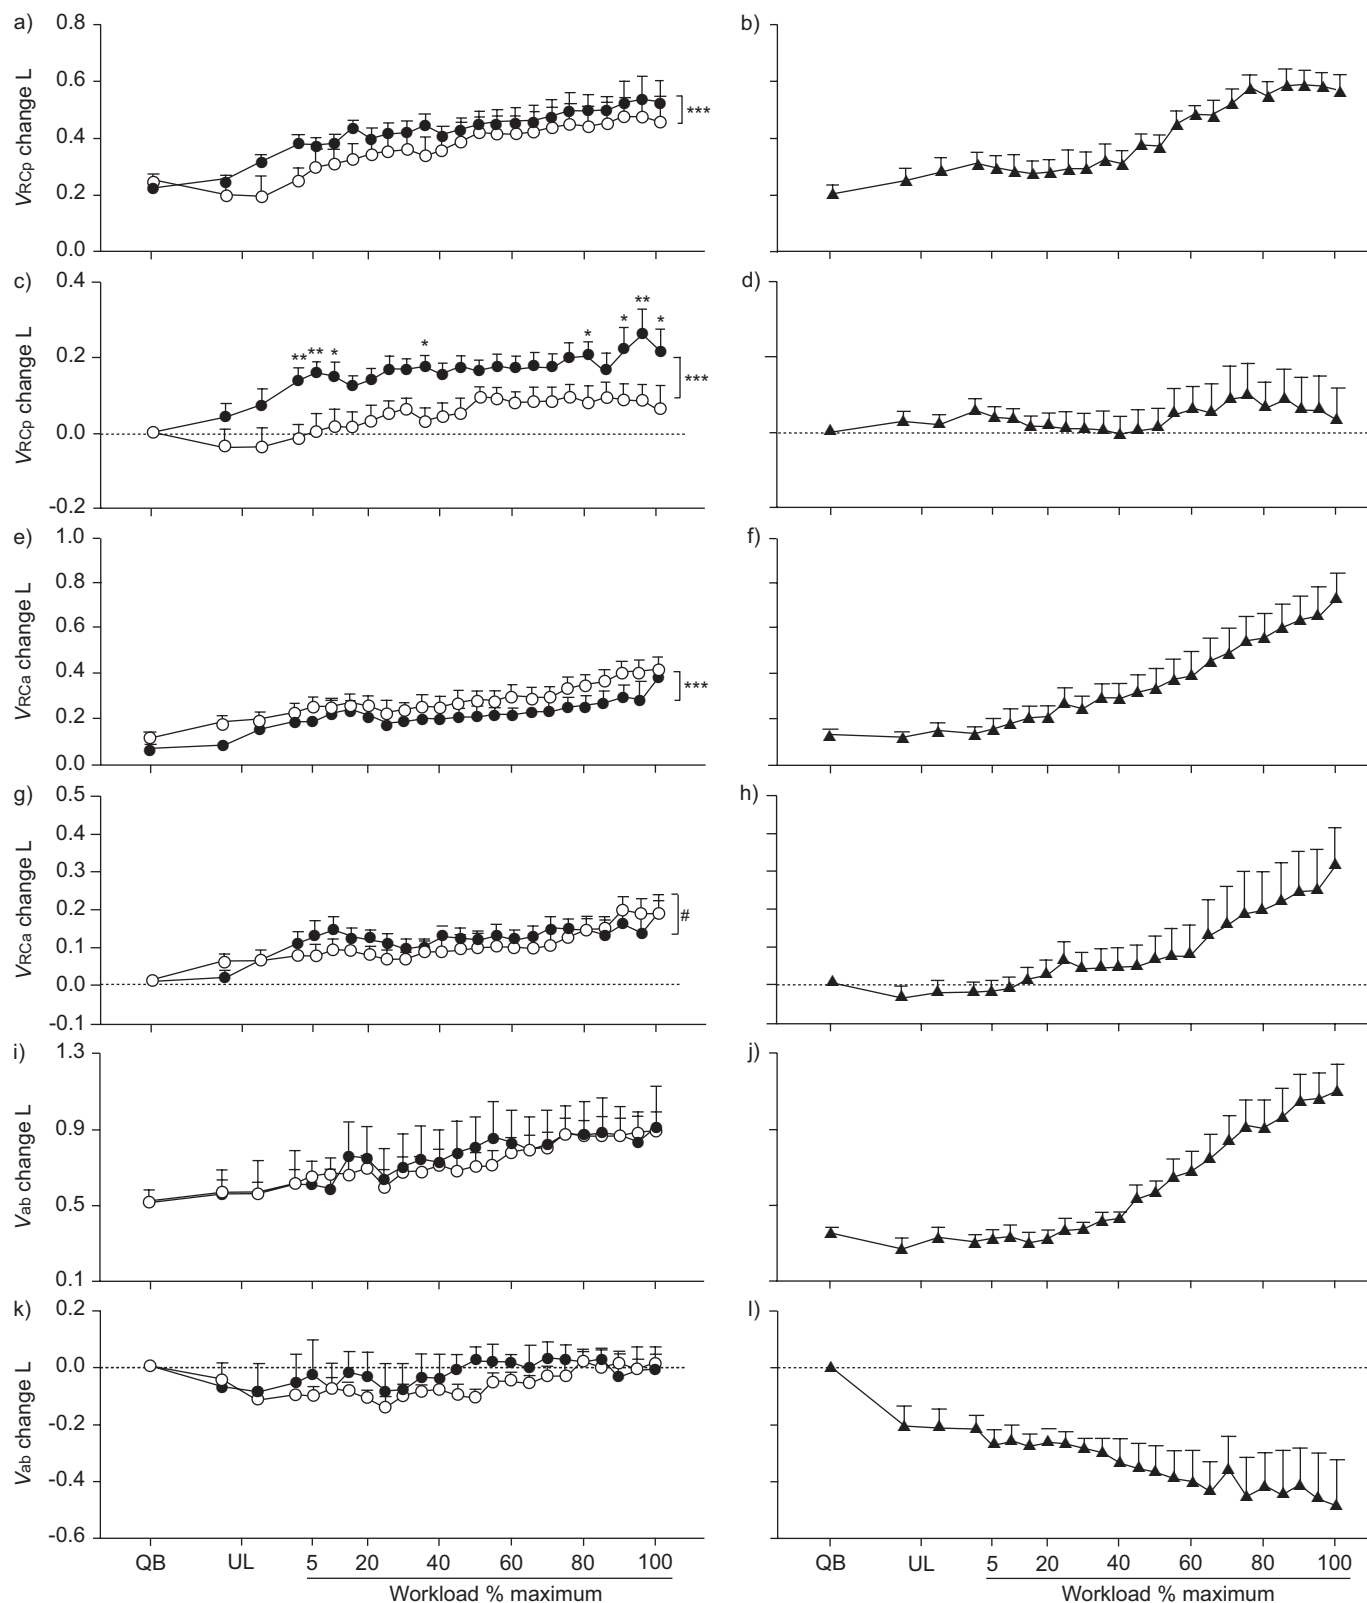 a)
b)
0.8
0.6
0.4
0.2
0.0
VRCp change L
***
c)
d)
0.4
0.2
0.0
-0.2
VRCp change L
** ** * * * * ** *
***
e)
f)
1.0
0.8
0.6
0.4
0.2
0.0
VRCa change L
***
g)
h)
0.5
0.4
0.3
0.2
0.1
0.0
-0.1
VRCa change L
#
i)
j)
1.3
0.9
0.5
0.1
Vab change L
k)
l)
0.2
0.0
-0.2
-0.4
-0.6
Vab change L
QB UL 5 20 40 60 80 100
Workload % maximum
QB UL 5 20 40 60 80 100
Workload % maximum